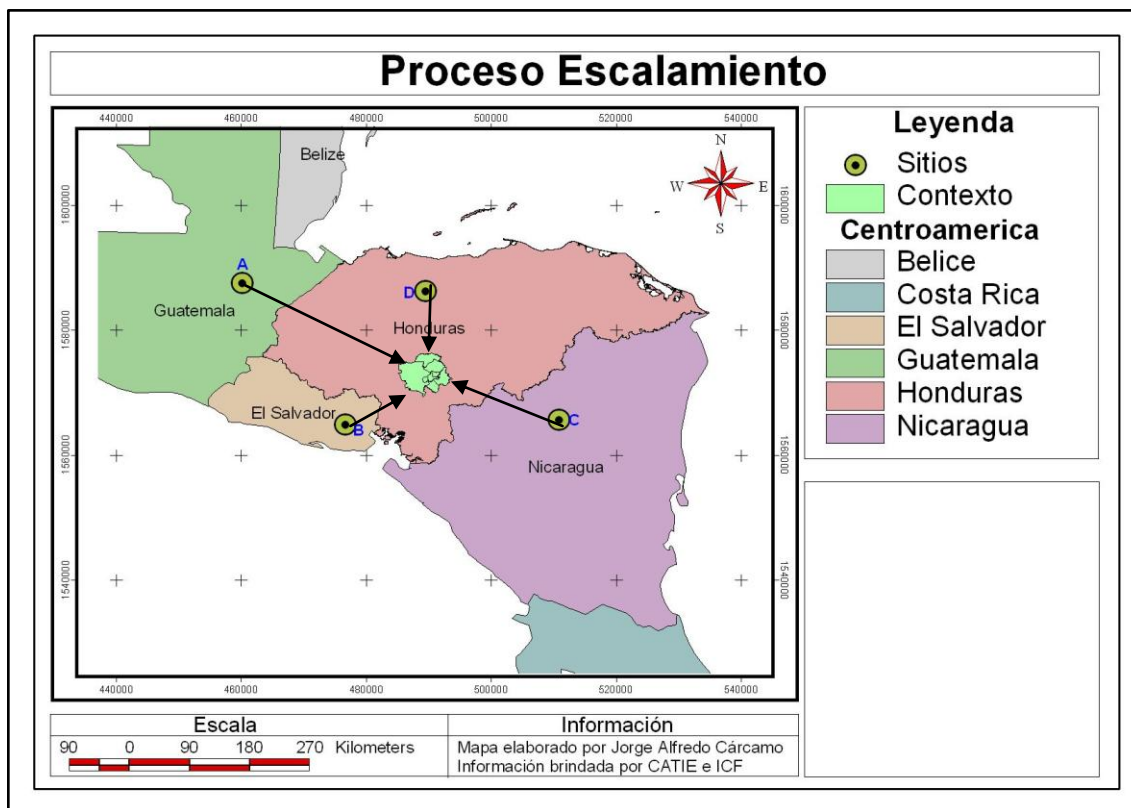 Proceso Escalamiento
440000 460000 480000 500000 520000 540000
Belize
N
W E
S
1600000 1600000
A
D
Guatemala
Honduras
1580000 1580000
El Salvador
B
C
Nicaragua
1560000 1560000
1540000 1540000
440000 460000 480000 500000 520000 540000
Leyenda
Sitios
Contexto
Centroamerica
Belice
Costa Rica
El Salvador
Guatemala
Honduras
Nicaragua
Escala
90 0 90 180 270 Kilometers
Información
Mapa elaborado por Jorge Alfredo Cárcamo
Información brindada por CATIE e ICF